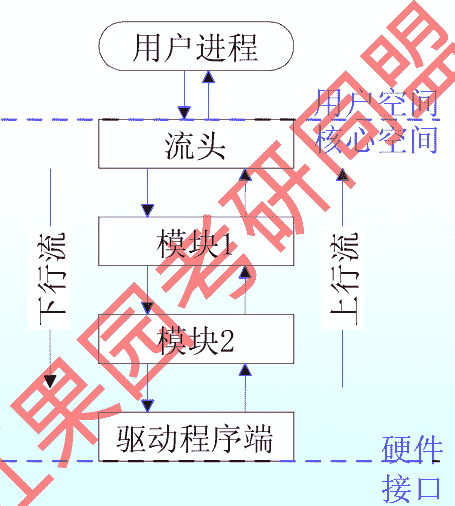 用户进程
用户空间
核心空间
流头
模块1
下行流
上行流
模块2
驱动程序端
硬件
接口
果园考研同盟